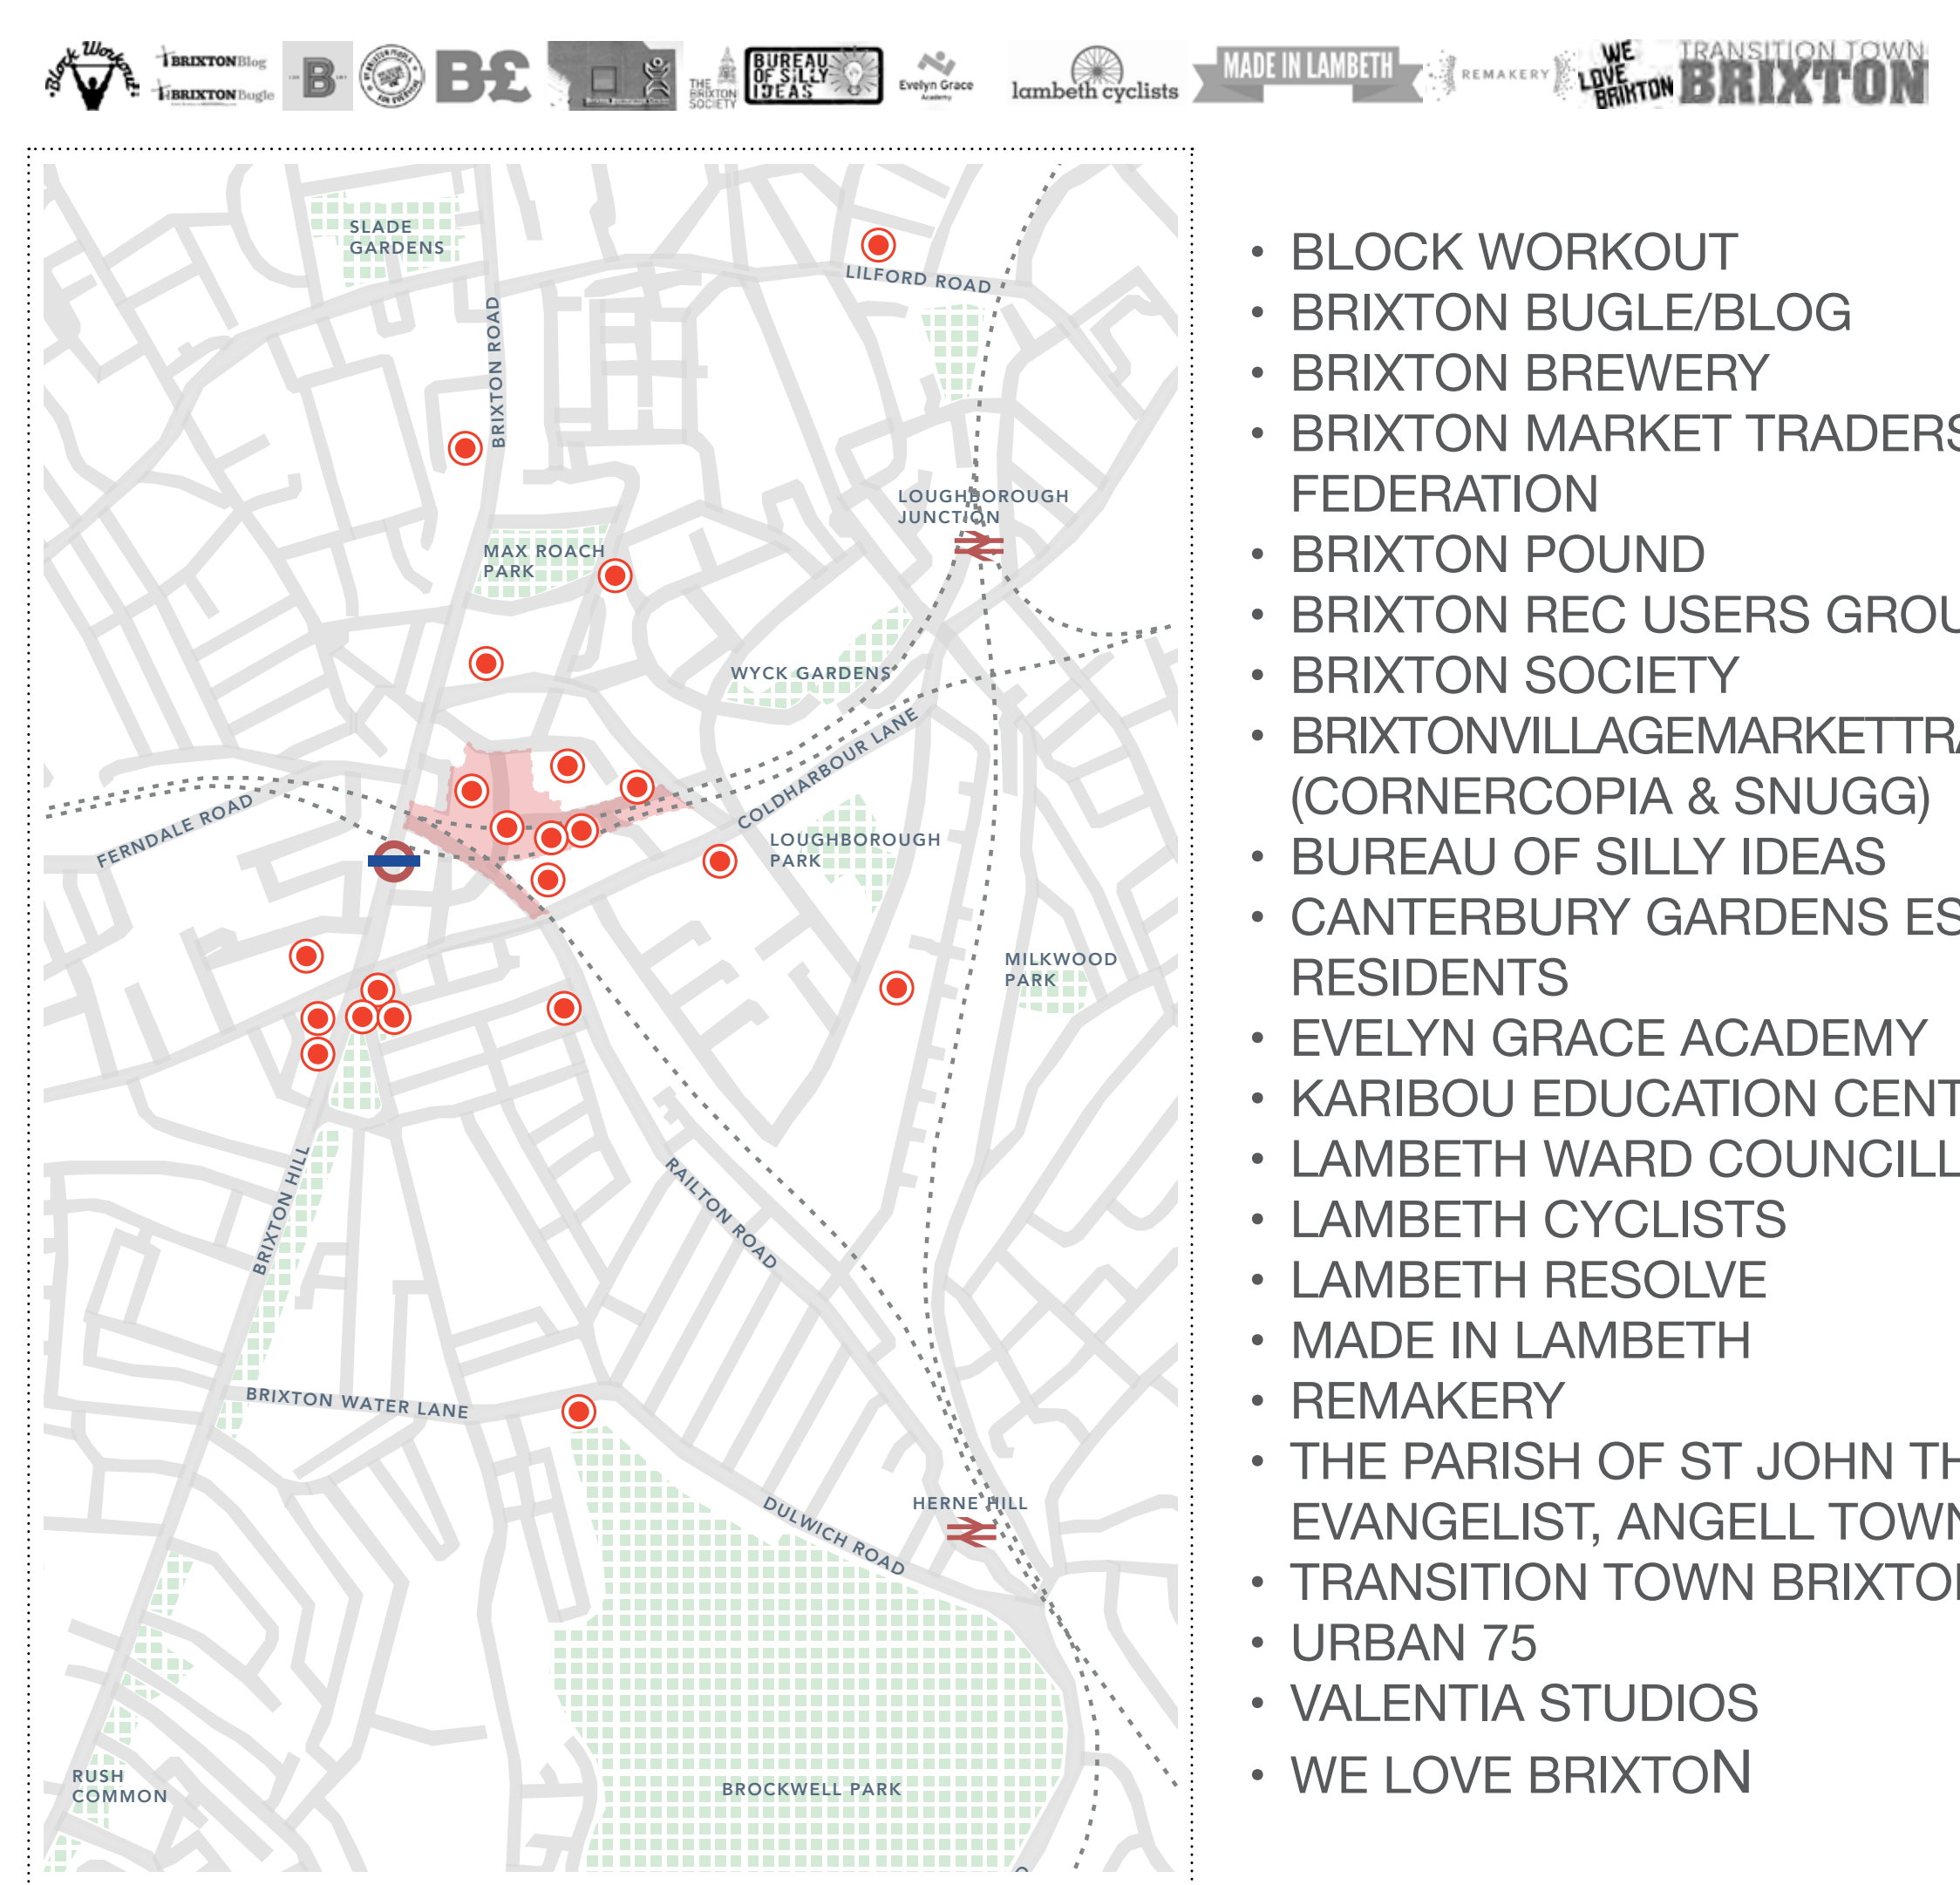 Block Workout!
BRIXTON Blog
BRIXTON Bugle
B
B£
THE
BRIXTON
SOCIETY
BUREAU
OF SILLY
IDEAS
Evelyn Grace
Academy
lambeth cyclists
MADE IN LAMBETH
REMAKERY
WE
LOVE
BRIXTON
TRANSITION TOWN
BRIXTON
SLADE
GARDENS
LILFORD ROAD
BRIXTON ROAD
LOUGHBOROUGH
JUNCTION
MAX ROACH
PARK
WYCK GARDENS
COLDHARBOUR LANE
FERNDALE ROAD
LOUGHBOROUGH
PARK
MILKWOOD
PARK
BRIXTON HILL
RAILTON ROAD
BRIXTON WATER LANE
DULWICH ROAD
HERNE HILL
RUSH
COMMON
BROCKWELL PARK
• BLOCK WORKOUT
• BRIXTON BUGLE/BLOG
• BRIXTON BREWERY
• BRIXTON MARKET TRADERS
FEDERATION
• BRIXTON POUND
• BRIXTON REC USERS GROU
• BRIXTON SOCIETY
• BRIXTONVILLAGEMARKETTRA
(CORNERCOPIA & SNUGG)
• BUREAU OF SILLY IDEAS
• CANTERBURY GARDENS ES
RESIDENTS
• EVELYN GRACE ACADEMY
• KARIBOU EDUCATION CENT
• LAMBETH WARD COUNCILL
• LAMBETH CYCLISTS
• LAMBETH RESOLVE
• MADE IN LAMBETH
• REMAKERY
• THE PARISH OF ST JOHN TH
EVANGELIST, ANGELL TOWN
• TRANSITION TOWN BRIXTON
• URBAN 75
• VALENTIA STUDIOS
• WE LOVE BRIXTON